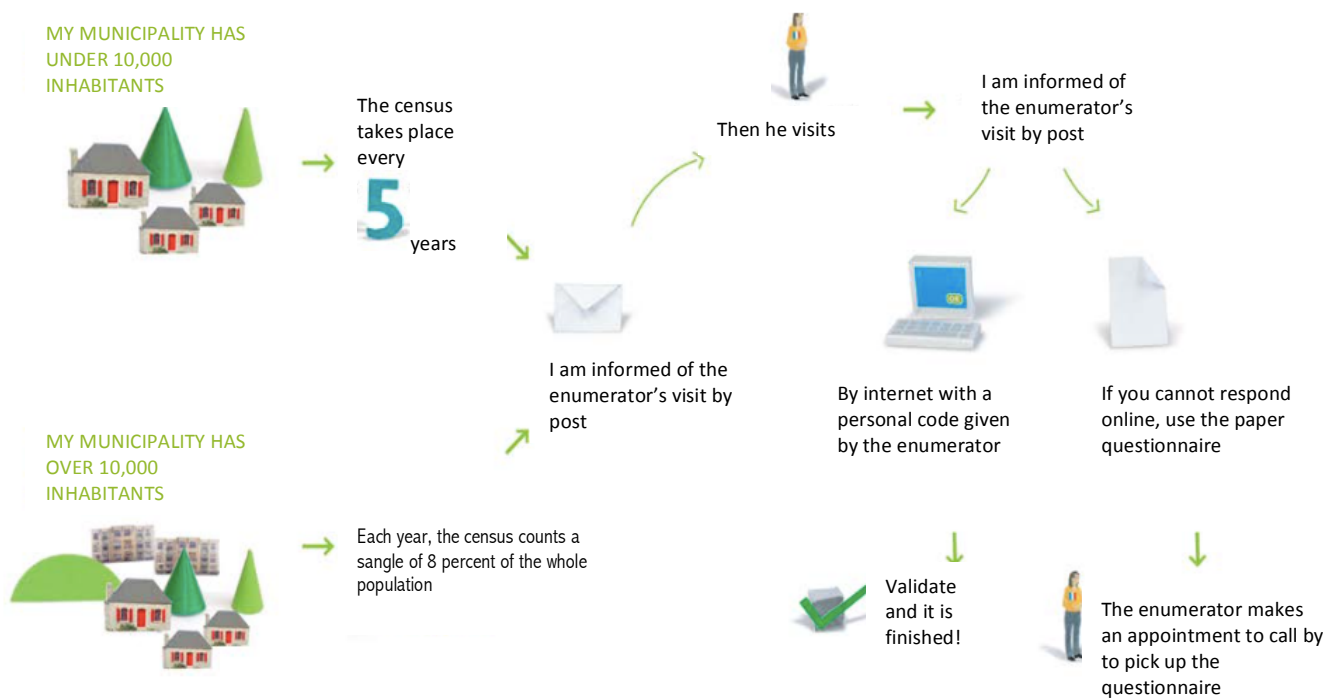 MY MUNICIPALITY HAS
UNDER 10,000
INHABITANTS
The census
takes place
every
5
years
I am informed of the
enumerator's visit by
post
Then he visits
I am informed of
the enumerator's
visit by post
OK
By internet with a
personal code given
by the enumerator
If you cannot respond
online, use the paper
questionnaire
MY MUNICIPALITY HAS
OVER 10,000
INHABITANTS
Each year, the census counts a
sangle of 8 percent of the whole
population
Validate
and it is
finished!
The enumerator makes
an appointment to call by
to pick up the
questionnaire